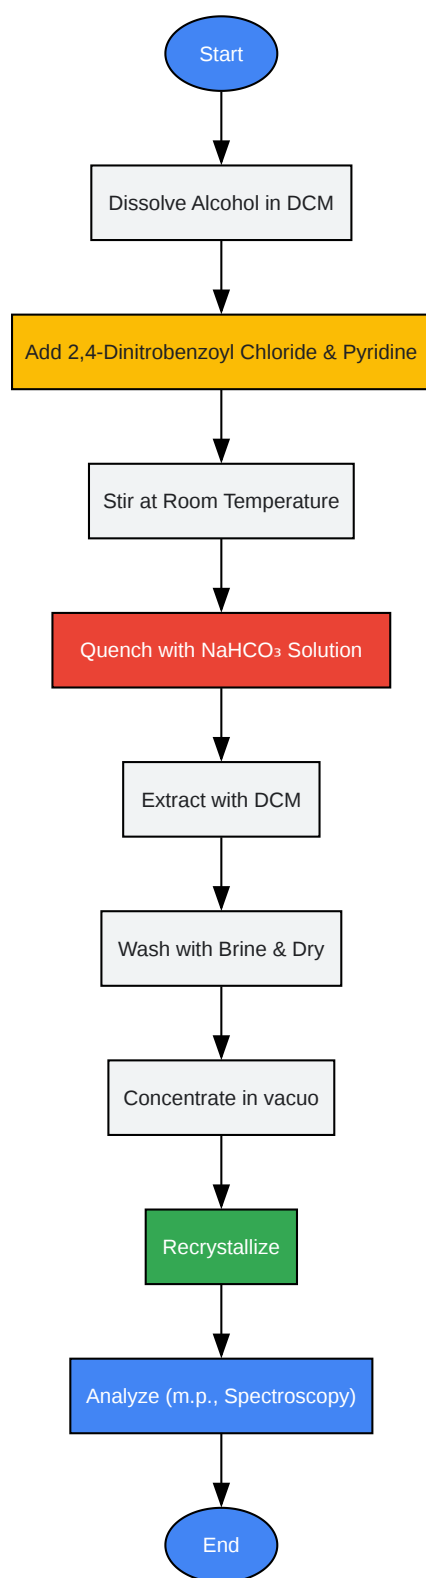 Start
Dissolve Alcohol in DCM
Add 2,4-Dinitrobenzoyl Chloride & Pyridine
Stir at Room Temperature
Quench with NaHCO₃ Solution
Extract with DCM
Wash with Brine & Dry
Concentrate in vacuo
Recrystallize
Analyze (m.p., Spectroscopy)
End